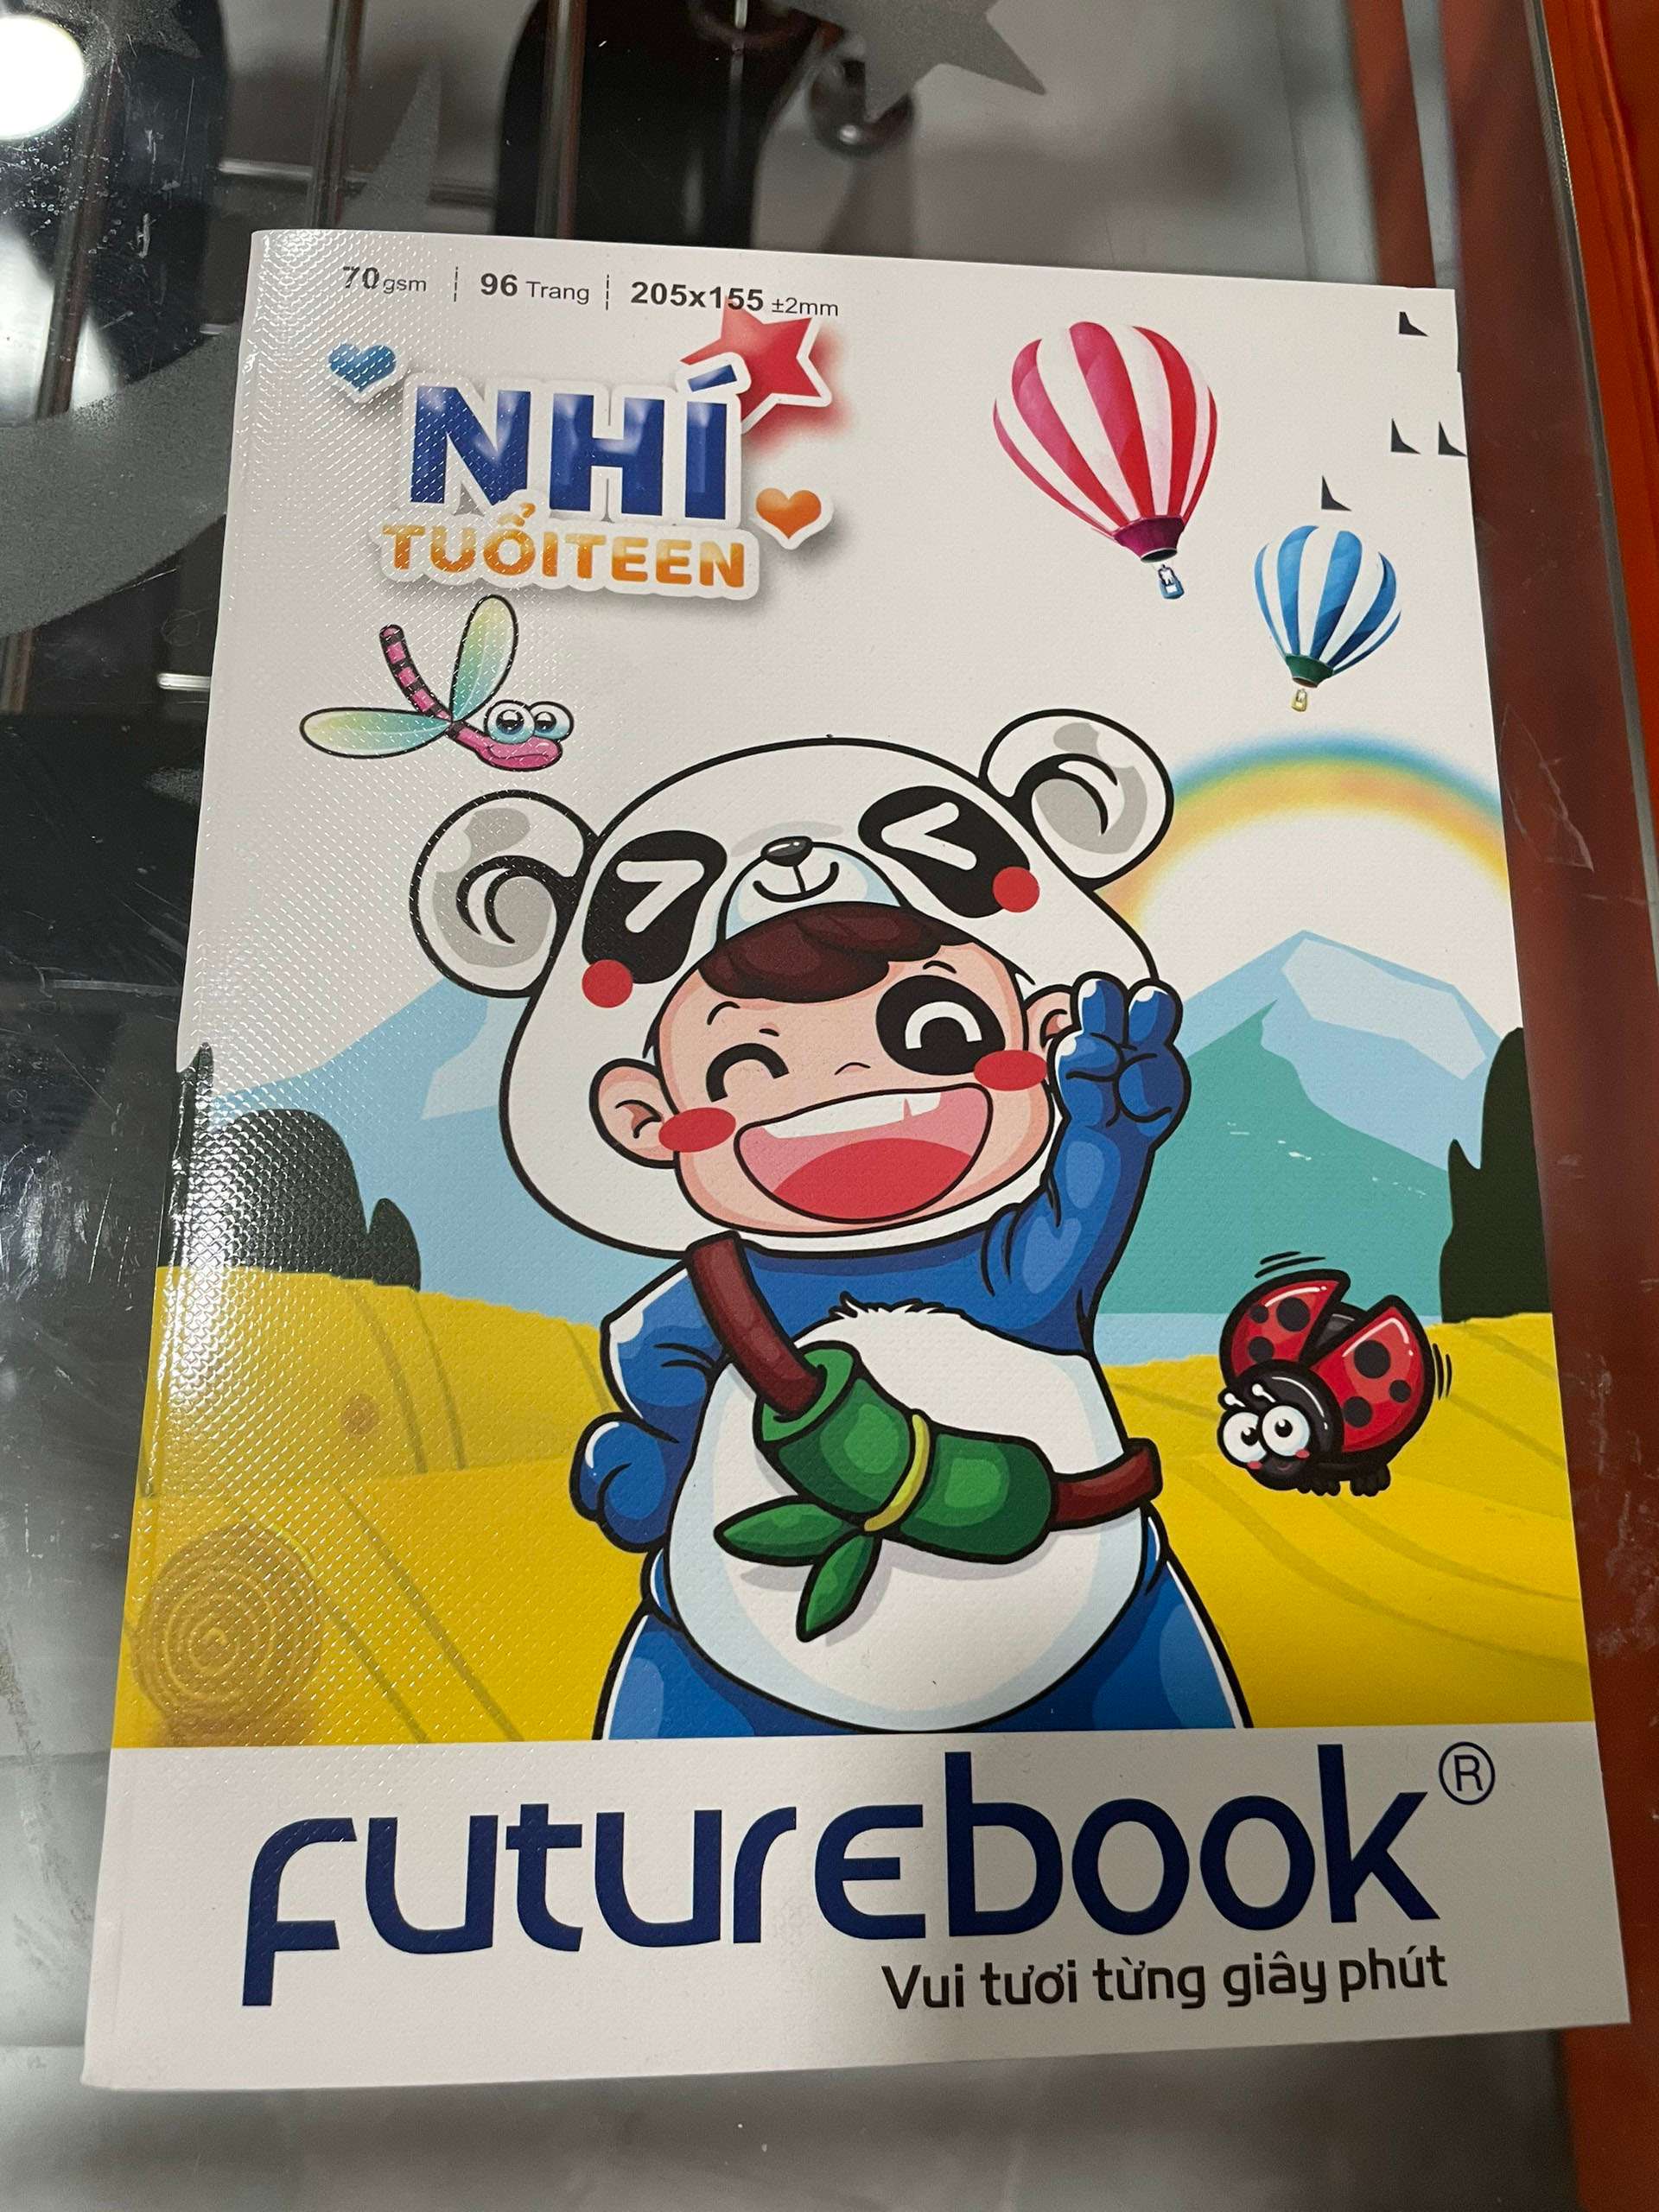 70gsm | 96 Trang | 205x155 ±2mm
NHÍ
TUỔITEEN
futurebook®
Vui tươi từng giây phút